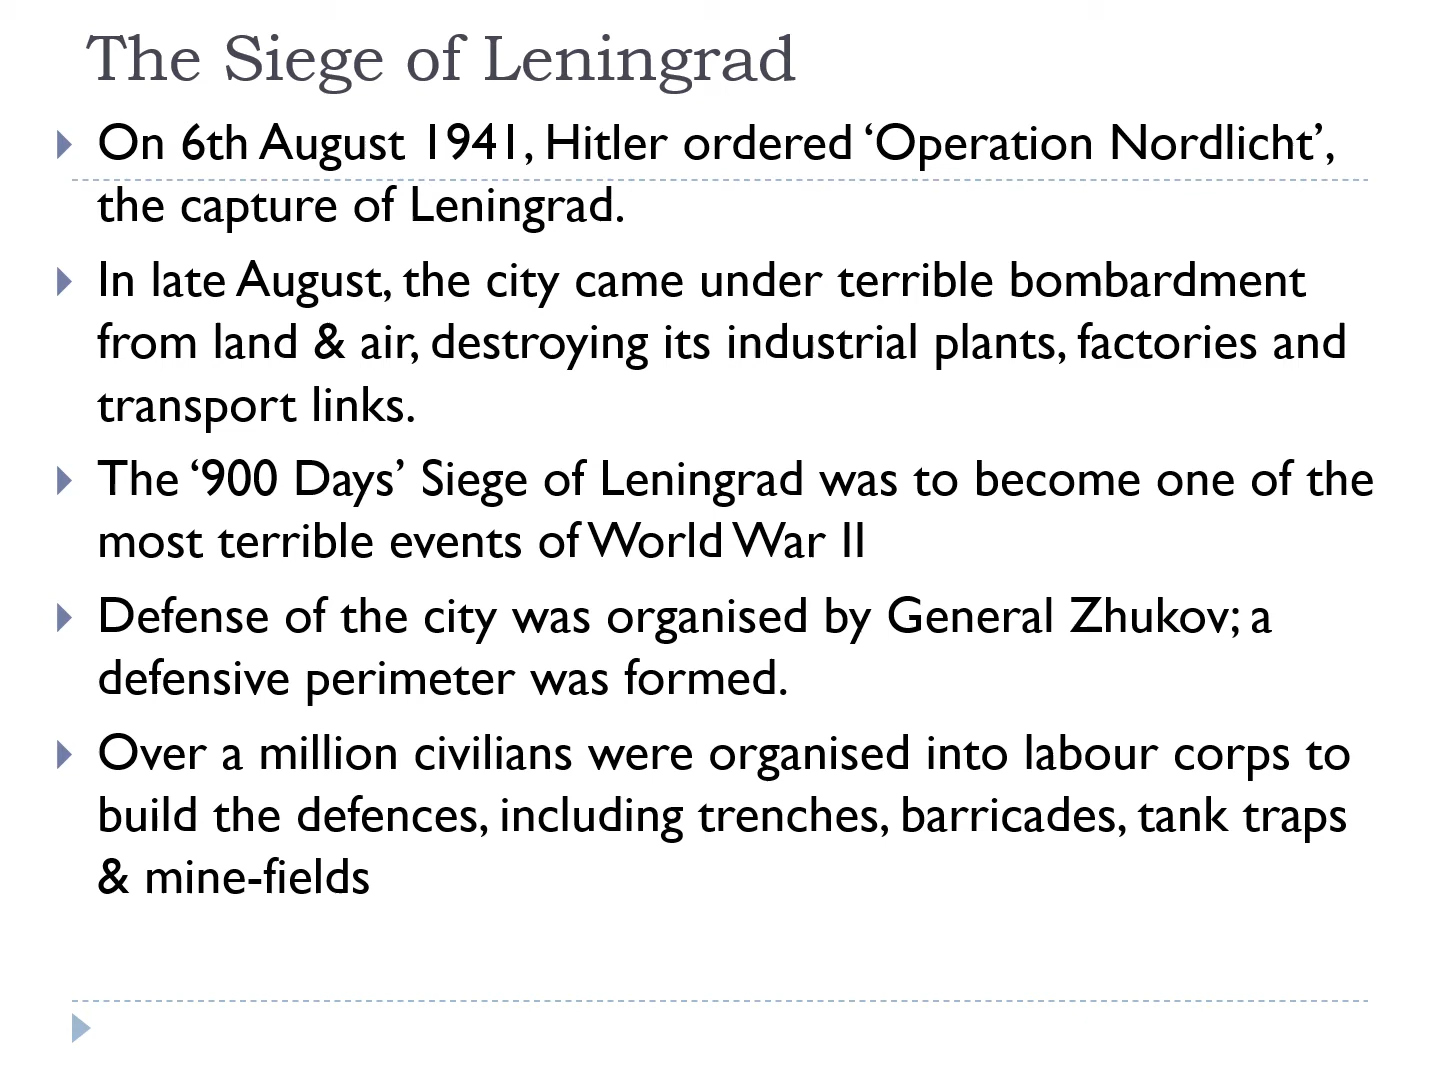 The Siege of Leningrad
On 6th August 1941, Hitler ordered ‘Operation Nordlicht’,
the capture of Leningrad.
In late August, the city came under terrible bombardment
from land & air, destroying its industrial plants, factories and
transport links.
The ‘900 Days’ Siege of Leningrad was to become one of the
most terrible events of World War II
Defense of the city was organised by General Zhukov; a
defensive perimeter was formed.
Over a million civilians were organised into labour corps to
build the defences, including trenches, barricades, tank traps
& mine-fields